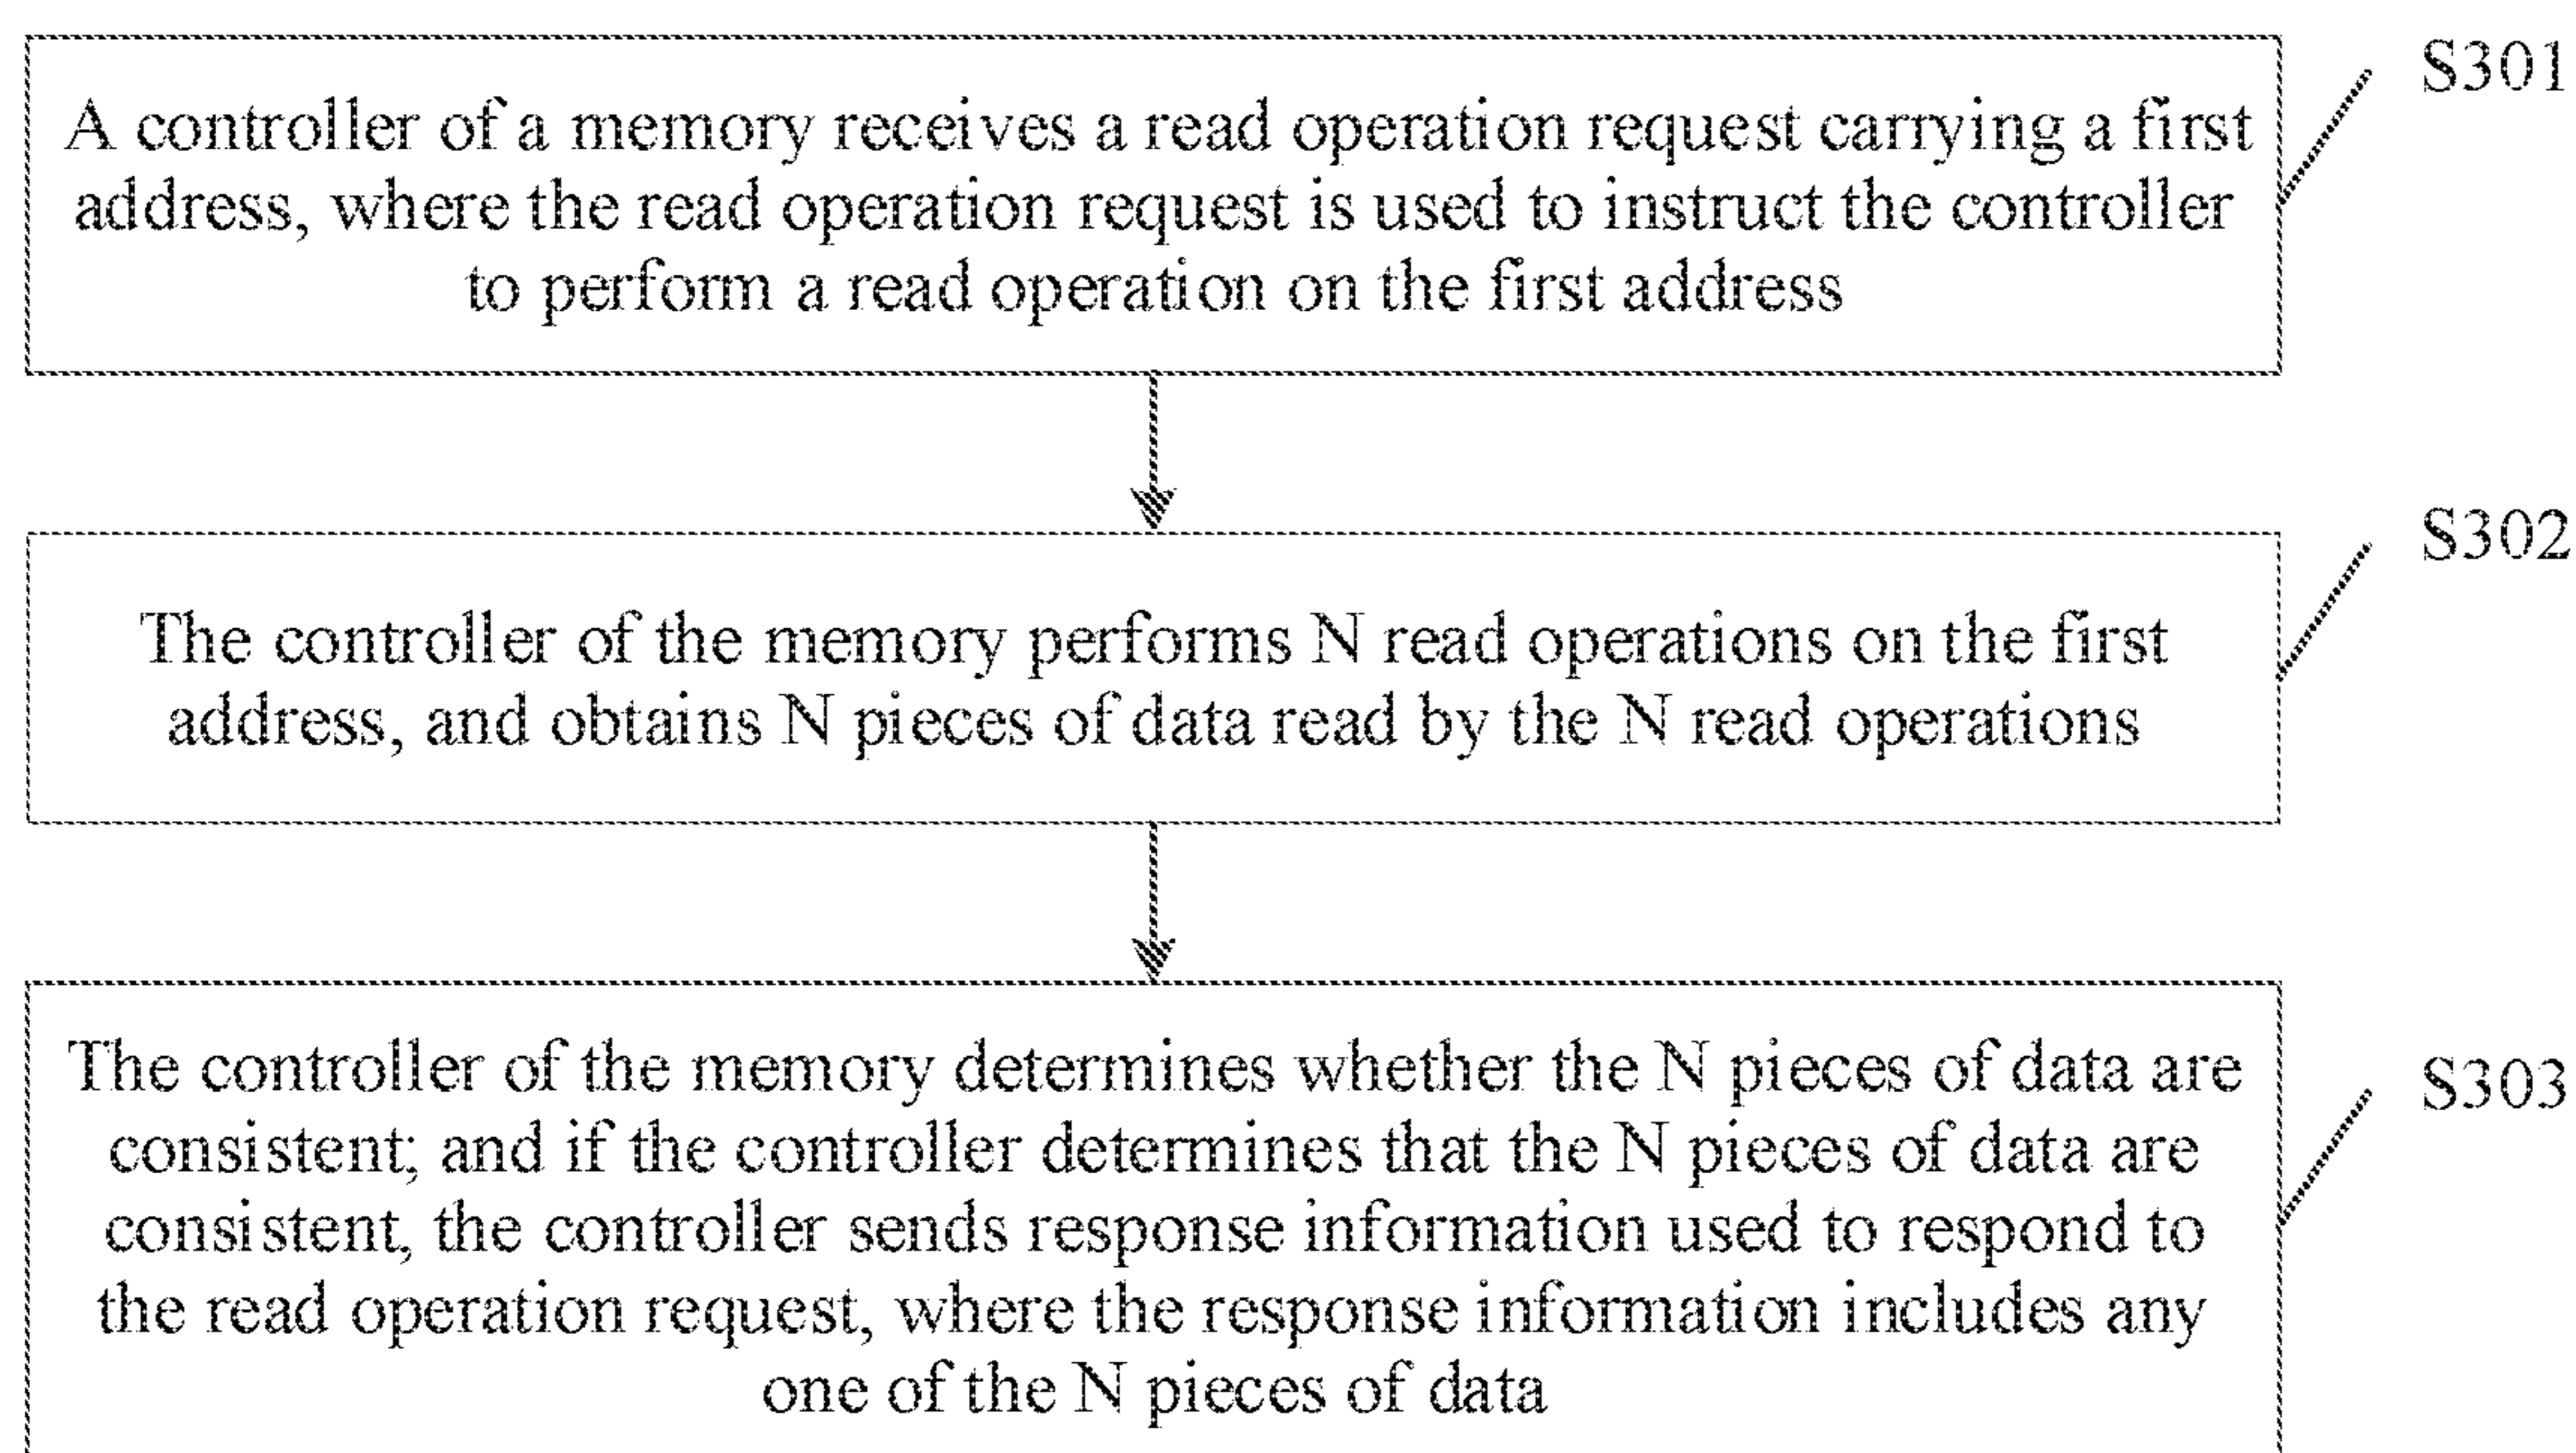 S301
A controller of a memory receives a read operation request carrying a first
address, where the read operation request is used to instruct the controller
to perform a read operation on the first address
S302
The controller of the memory performs N read operations on the first
address, and obtains N pieces of data read by the N read operations
S303
The controller of the memory determines whether the N pieces of data are
consistent; and if the controller determines that the N pieces of data are
consistent, the controller sends response information used to respond to
the read operation request, where the response information includes any
one of the N pieces of data